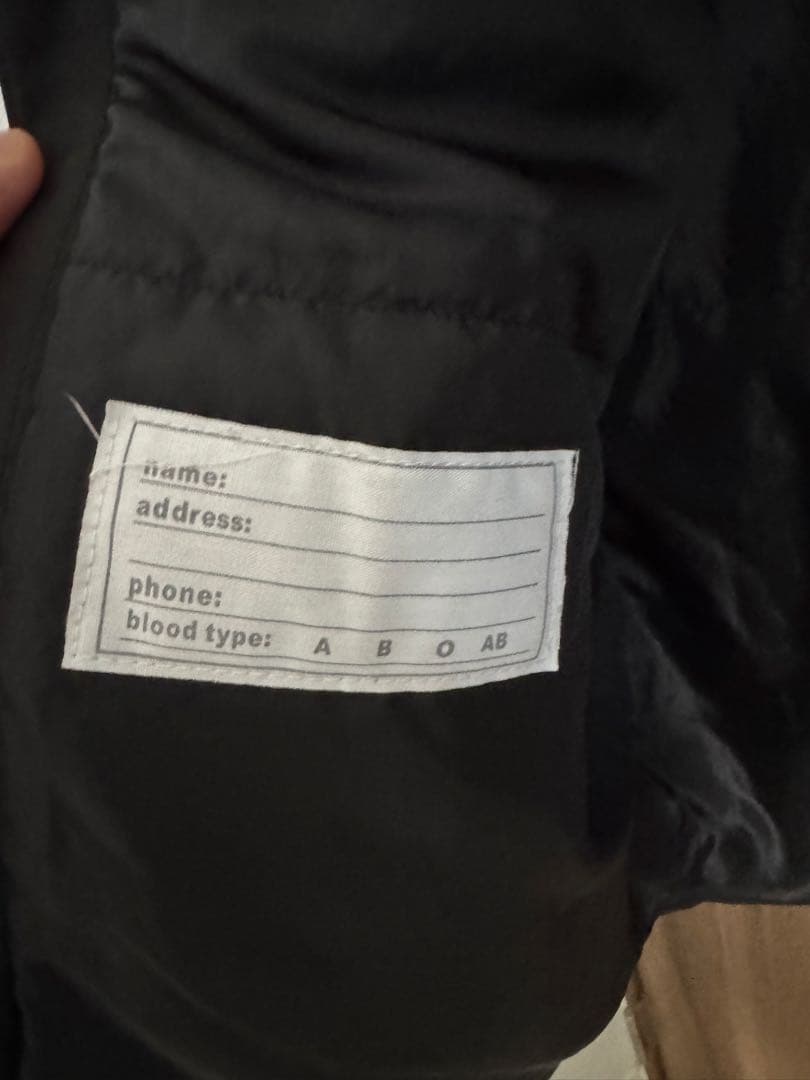 name:
address:
phone:
blood type: A B O AB